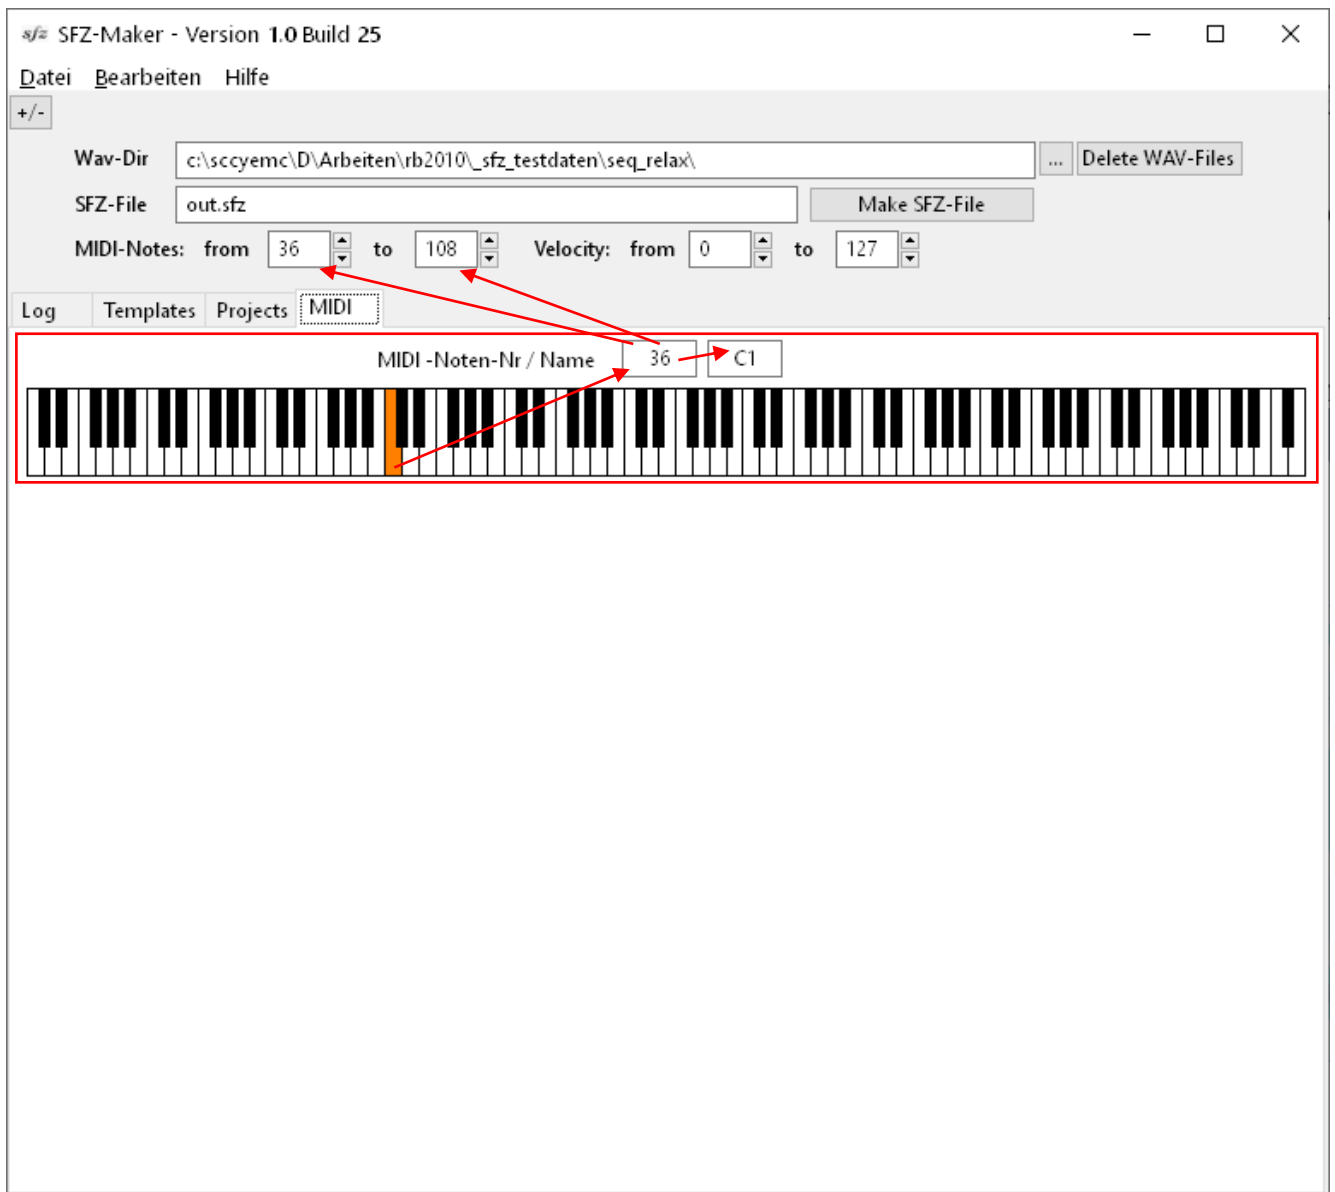 sfz SFZ-Maker - Version 1.0 Build 25
Datei Bearbeiten Hilfe
+/-
Wav-Dir c:\sccyemc\D\Arbeiten\rb2010\_sfz_testdaten\seq_relax\ ... Delete WAV-Files
SFZ-File out.sfz Make SFZ-File
MIDI-Notes: from 36 to 108 Velocity: from 0 to 127
Log Templates Projects MIDI
MIDI -Noten-Nr / Name 36 C1